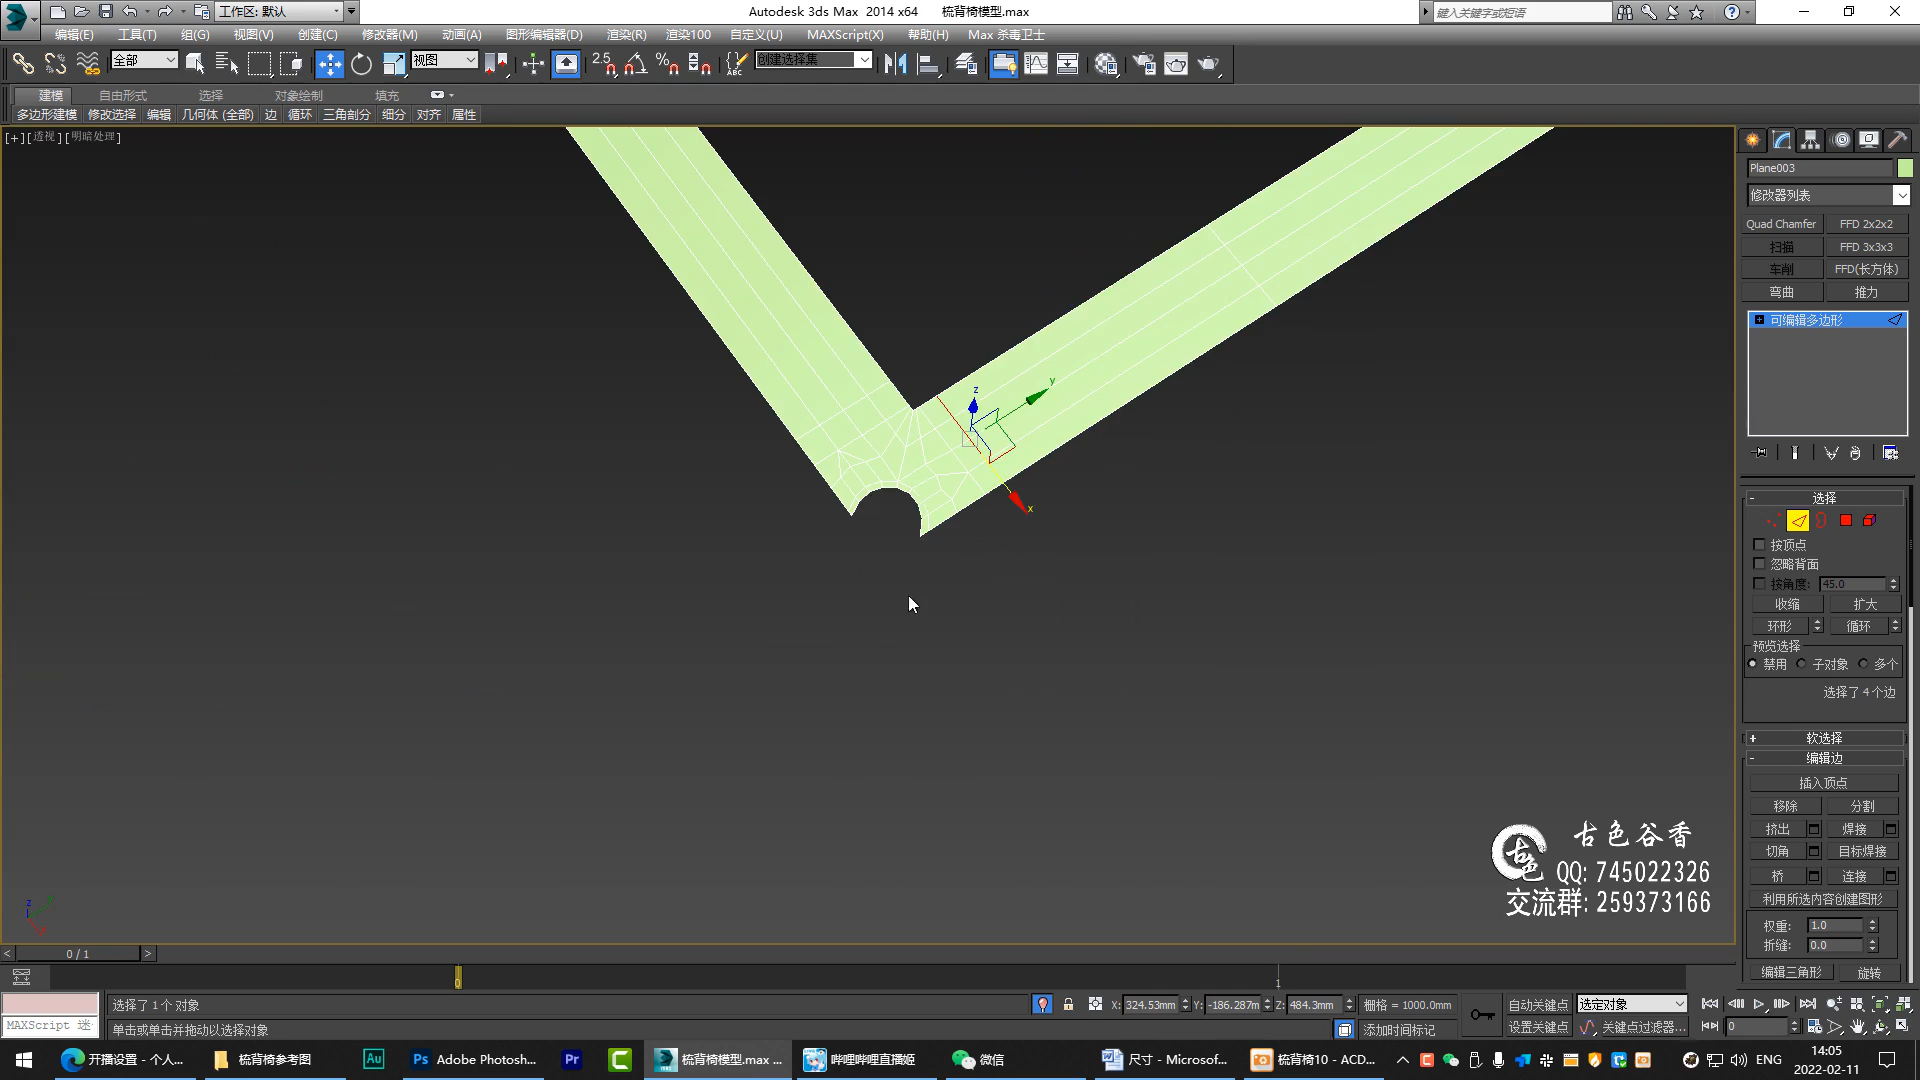 工作区: 默认
Autodesk 3ds Max  2014 x64      梳背椅模型.max
键入关键字或短语
编辑(E) 工具(T) 组(G) 视图(V) 创建(C) 修改器(M) 动画(A) 图形编辑器(D) 渲染(R) 渲染100 自定义(U) MAXScript(X) 帮助(H) Max 杀毒卫士
全部 视图 2.5 创建选择集
建模 自由形式 选择 对象绘制 填充
多边形建模 修改选择 编辑 几何体 (全部) 边 循环 三角剖分 细分 对齐 属性
[+][透视][明暗处理]
Plane003
修改器列表
Quad Chamfer FFD 2x2x2
扫描 FFD 3x3x3
车削 FFD(长方体)
弯曲 推力
可编辑多边形
z y x
选择
按顶点
忽略背面
按角度: 45.0
收缩 扩大
环形 循环
预览选择
禁用 子对象 多个
选择了 4 个边
软选择
编辑边
插入顶点
移除 分割
挤出 焊接
切角 目标焊接
桥 连接
利用所选内容创建图形
权重: 1.0
折缝: 0.0
编辑三角形 旋转
古色
古色谷香
QQ: 745022326
交流群: 259373166
0 / 1
0 1
选择了 1 个 对象
X: 324.53mm Y: -186.287m Z: 484.3mm 栅格 = 1000.0mm
自动关键点 选定对象
MAXScript 迷
单击或单击并拖动以选择对象
添加时间标记
设置关键点 关键点过滤器... 0
开播设置 - 个人... 梳背椅参考图 Au Ps Adobe Photosh... Pr C 梳背椅模型.max ... 哔哩哔哩直播姬 微信 尺寸 - Microsof... 梳背椅10 - ACD... ENG
14:05
2022-02-11